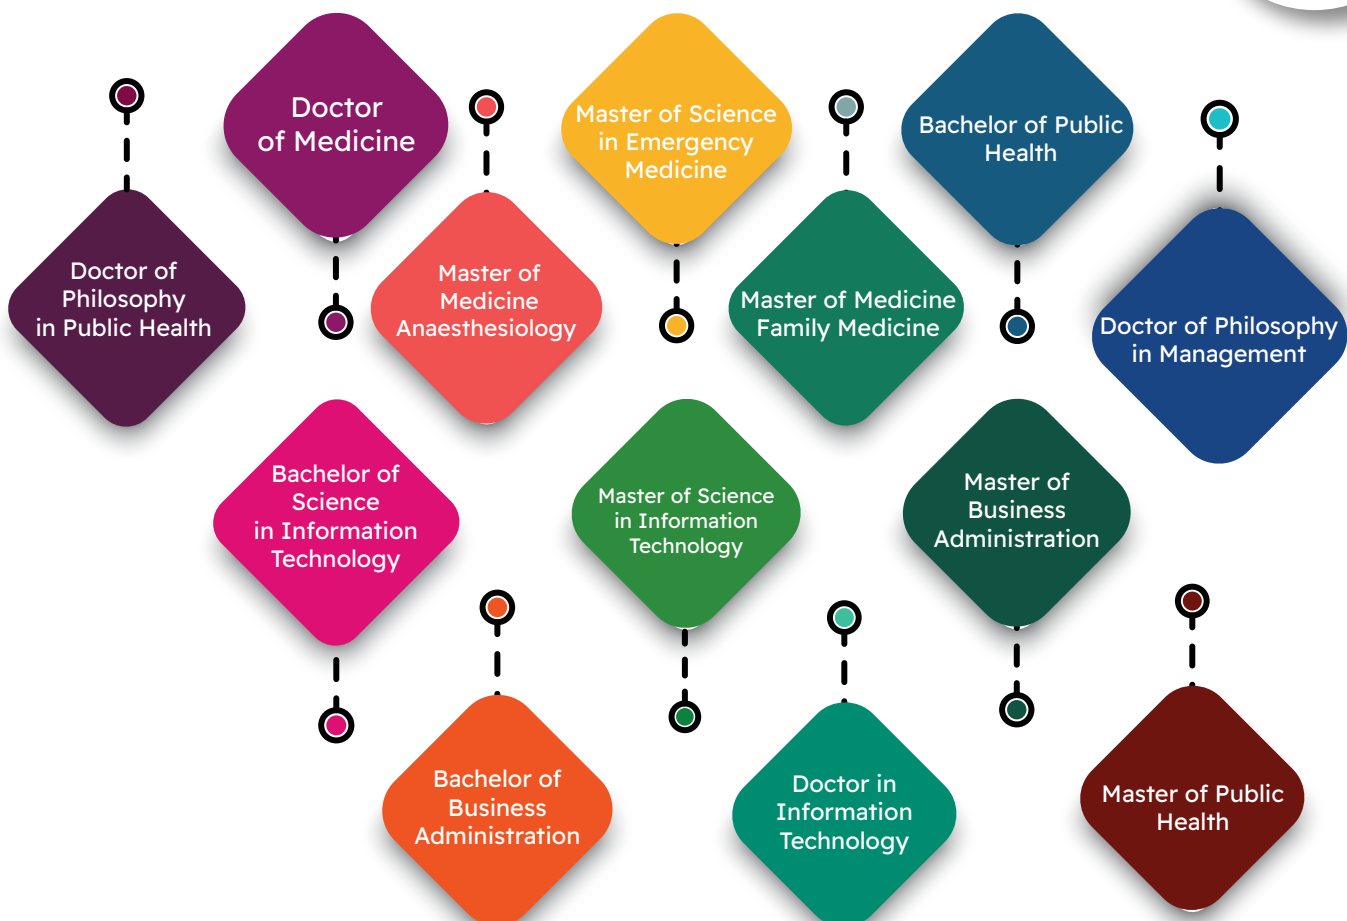 Doctor
of Medicine
Master of Science
in Emergency
Medicine
Bachelor of Public
Health
Doctor of
Philosophy
in Public Health
Master of
Medicine
Anaesthesiology
Master of Medicine
Family Medicine
Doctor of Philosophy
in Management
Bachelor of
Science
in Information
Technology
Master of Science
in Information
Technology
Master of
Business
Administration
Bachelor of
Business
Administration
Doctor in
Information
Technology
Master of Public
Health